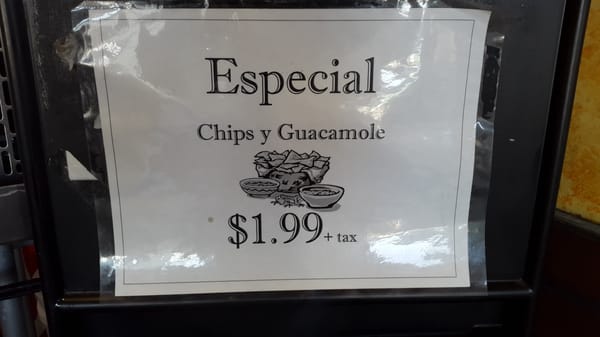 Especial
Chips y Guacamole
$1.99 + tax